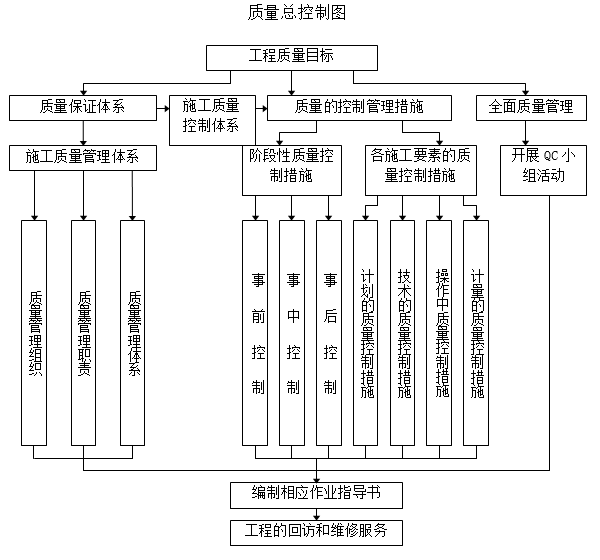 质量总控制图
工程质量目标
质量保证体系
施工质量
控制体系
质量的控制管理措施
全面质量管理
施工质量管理体系
阶段性质量控
制措施
各施工要素的质
量控制措施
开展 QC 小
组活动
质量管理组织
质量管理职责
质量管理体系
事前控制
事中控制
事后控制
计划的质量控制措施
技术的质量控制措施
操作中质量控制措施
计量的质量控制措施
编制相应作业指导书
工程的回访和维修服务